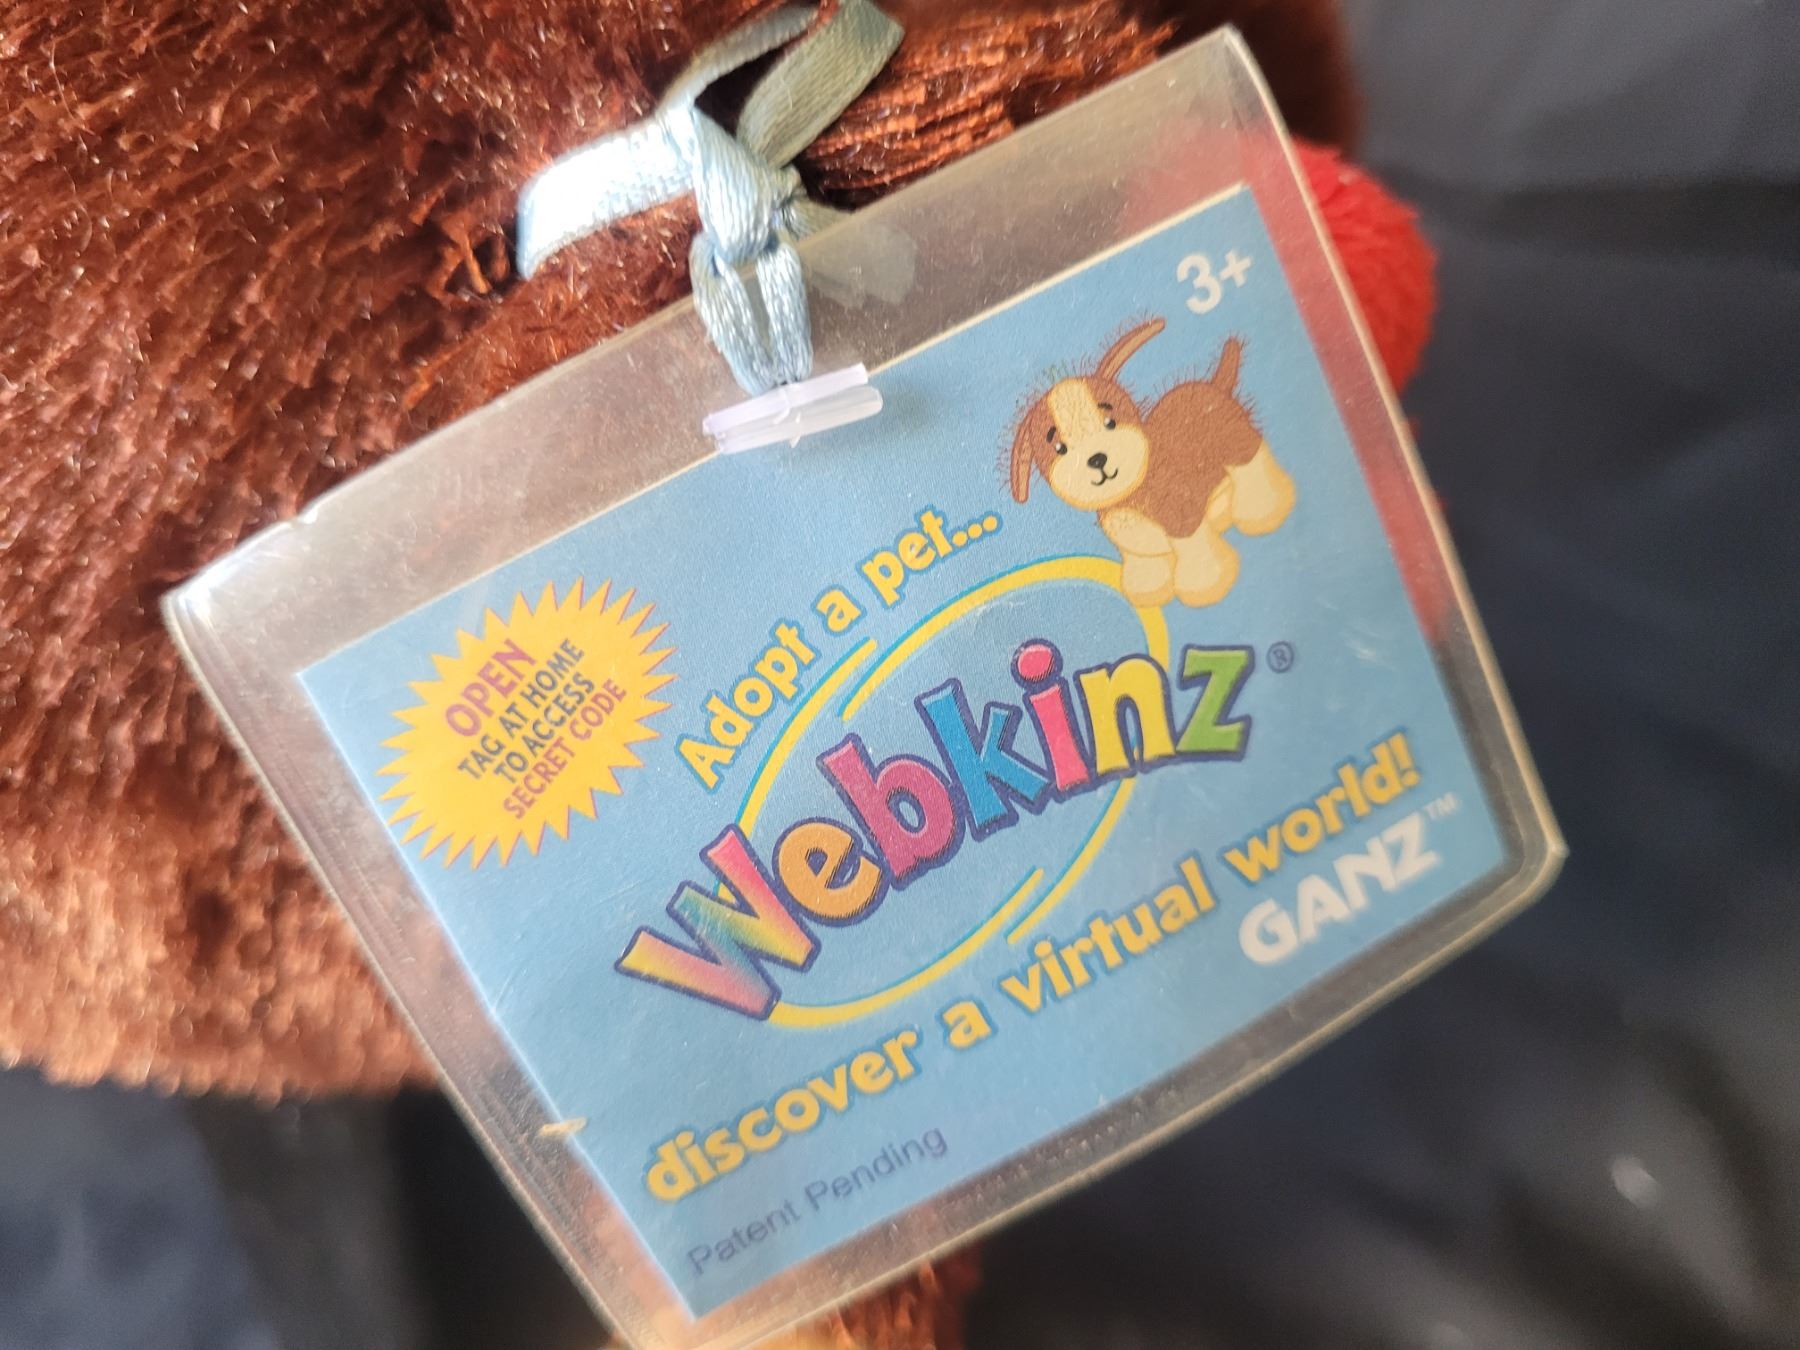 3+
OPEN
TAG AT HOME
TO ACCESS
SECRET CODE
Adopt a pet...
Webkinz®
discover a virtual world!
GANZ™
Patent Pending